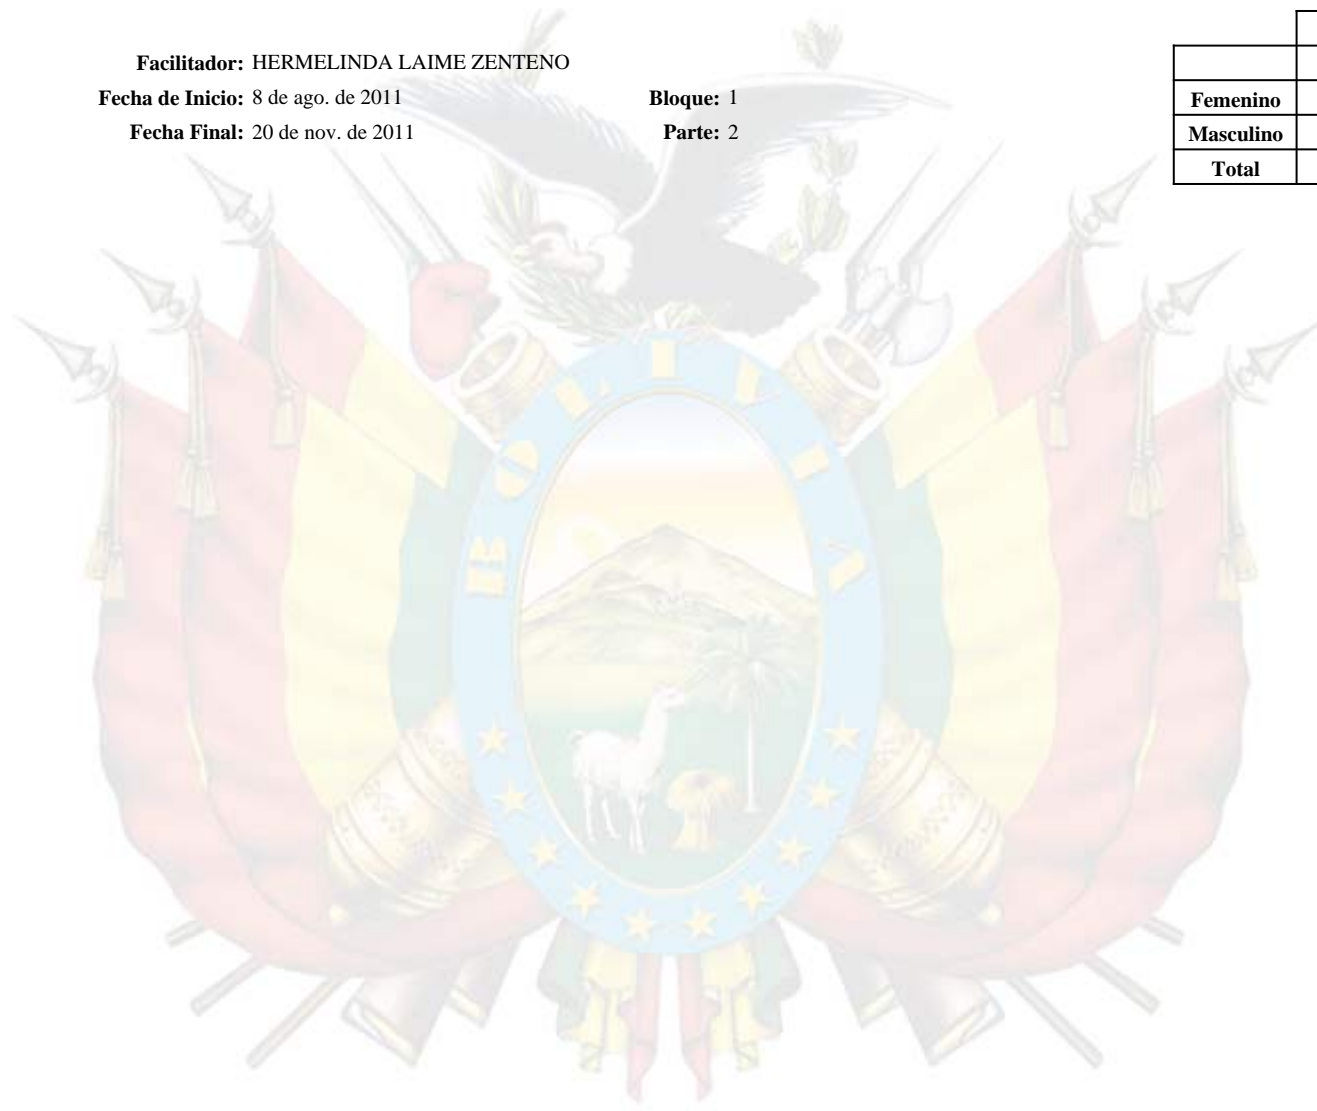 Facilitador: HERMELINDA LAIME ZENTENO
Fecha de Inicio: 8 de ago. de 2011 Bloque: 1
Fecha Final: 20 de nov. de 2011 Parte: 2
Femenino
Masculino
Total
BOLIVIA